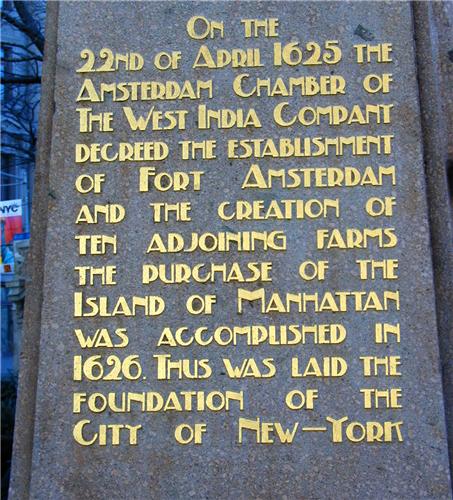 On the
22nd of April 1625 the
Amsterdam Chamber of
The West India Company
decreed the establishment
of Fort Amsterdam
and the creation of
ten adjoining farms
the purchase of the
Island of Manhattan
was accomplished in
1626. Thus was laid the
foundation of the
City of New—York
NYC